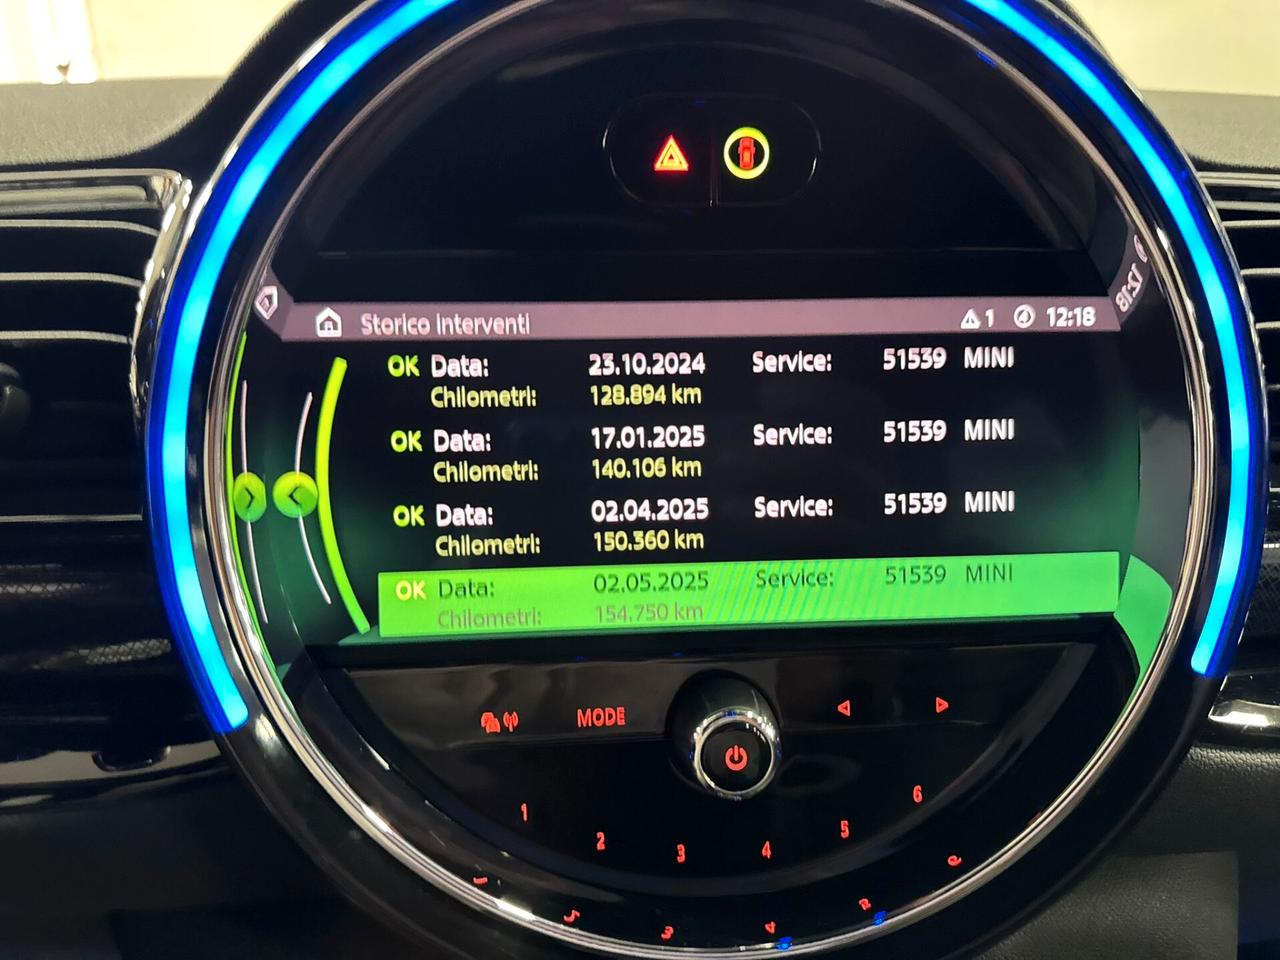 Storico interventi 1 12:18
OK Data: 23.10.2024 Service: 51539 MINI
Chilometri: 128.894 km
OK Data: 17.01.2025 Service: 51539 MINI
Chilometri: 140.106 km
OK Data: 02.04.2025 Service: 51539 MINI
Chilometri: 150.360 km
OK Data: 02.05.2025 Service: 51539 MINI
Chilometri: 154.750 km
MODE
1 2 3 4 5 6